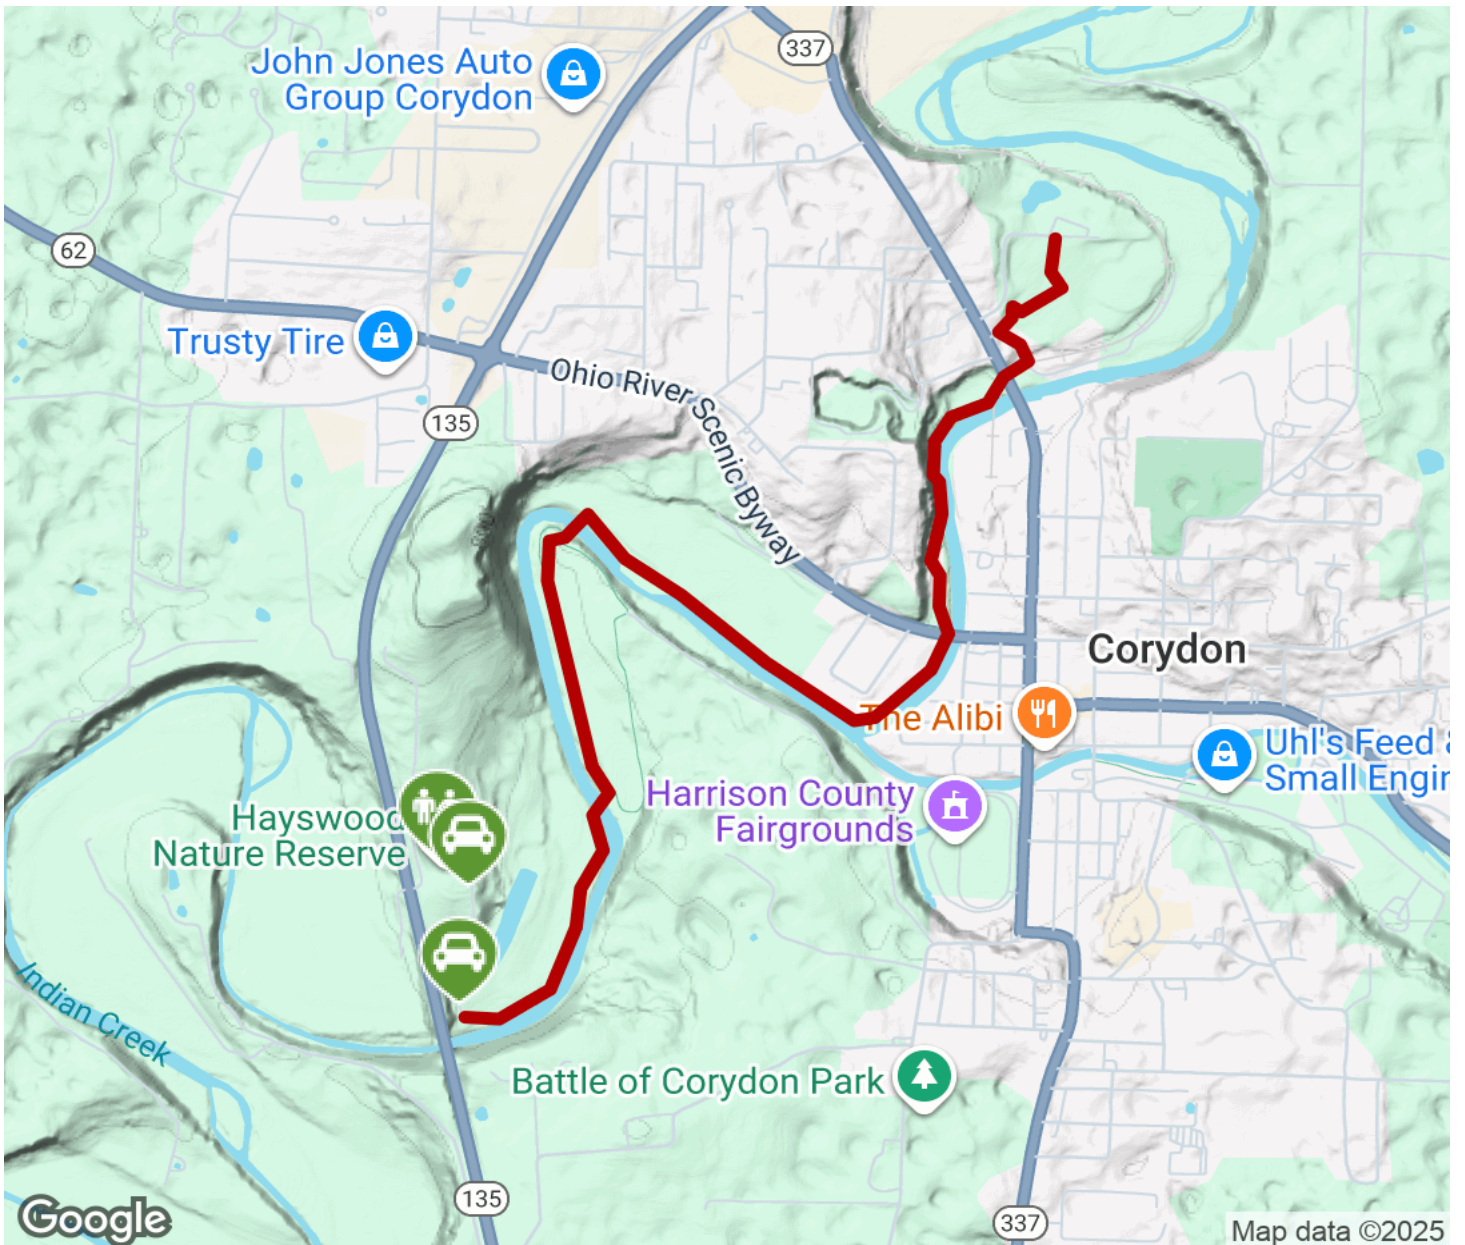 337
John Jones Auto
Group Corydon
62
Trusty Tire
Ohio River Scenic Byway
135
Corydon
The Alibi
Uhl's Feed &
Small Engin
Harrison County
Fairgrounds
Hayswood
Nature Reserve
Indian Creek
Battle of Corydon Park
135
337
Google
Map data ©2025